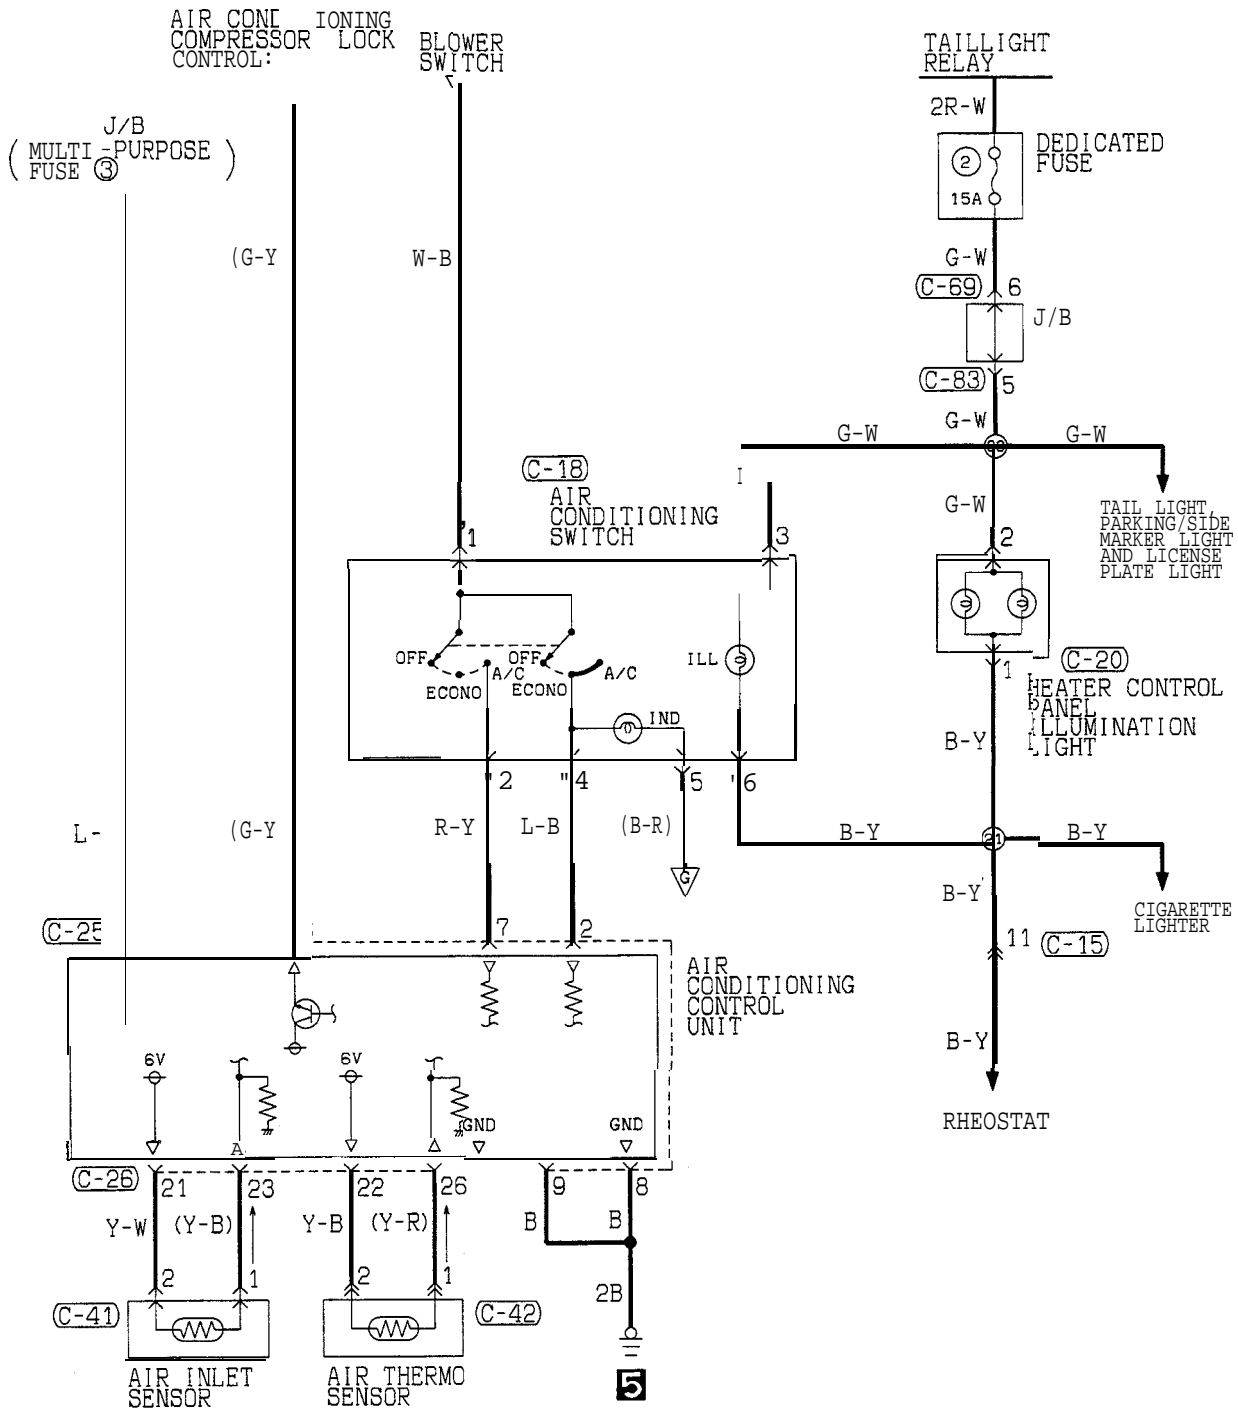 AIR COND IONING
COMPRESSOR LOCK
CONTROL:
BLOWER
SWITCH
TAILLIGHT
RELAY
J/B
(MULTI-PURPOSE
FUSE ③)
2R-W
DEDICATED
FUSE
②
15A
(G-Y
W-B
G-W
C-69
6
J/B
C-83
5
G-W
G-W
G-W
C-18
AIR
CONDITIONING
SWITCH
I
G-W
TAIL LIGHT,
PARKING/SIDE
MARKER LIGHT
AND LICENSE
PLATE LIGHT
1
3
2
OFF
A/C
OFF
A/C
ECONO
ECONO
ILL
IND
C-20
1
HEATER CONTROL
PANEL
ILLUMINATION
LIGHT
B-Y
"2
"4
5
'6
L-
(G-Y
R-Y
L-B
(B-R)
B-Y
21
B-Y
G
B-Y
CIGARETTE
LIGHTER
C-25
7
2
11
C-15
AIR
CONDITIONING
CONTROL
UNIT
B-Y
6V
6V
RHEOSTAT
GND
GND
A
C-26
21
23
22
26
9
8
Y-W
(Y-B)
Y-B
(Y-R)
B
B
2
1
2
1
2B
C-41
C-42
AIR INLET
SENSOR
AIR THERMO
SENSOR
5